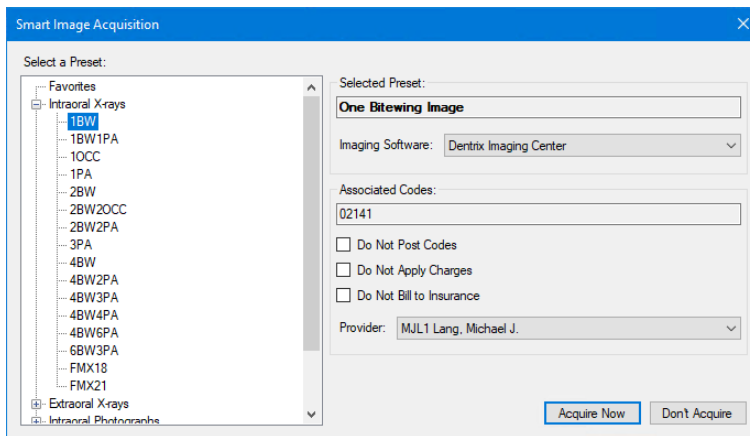 Smart Image Acquisition
Select a Preset:
Favorites
Intraoral X-rays
1BW
1BW1PA
1OCC
1PA
2BW
2BW2OCC
2BW2PA
3PA
4BW
4BW2PA
4BW3PA
4BW4PA
4BW6PA
6BW3PA
FMX18
FMX21
Extraoral X-rays
Intraoral Photographs
Selected Preset:
One Bitewing Image
Imaging Software: Dentrix Imaging Center
Associated Codes:
02141
Do Not Post Codes
Do Not Apply Charges
Do Not Bill to Insurance
Provider: MJL1 Lang, Michael J.
Acquire Now Don't Acquire